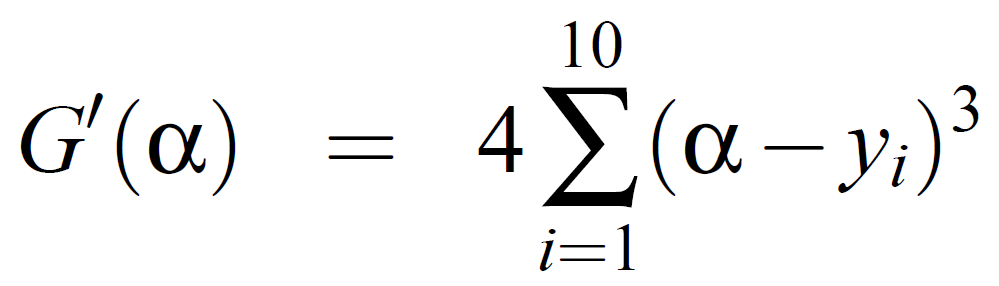 G′(α) = 4 ∑_{i=1}^{10} (α − y_i)^3